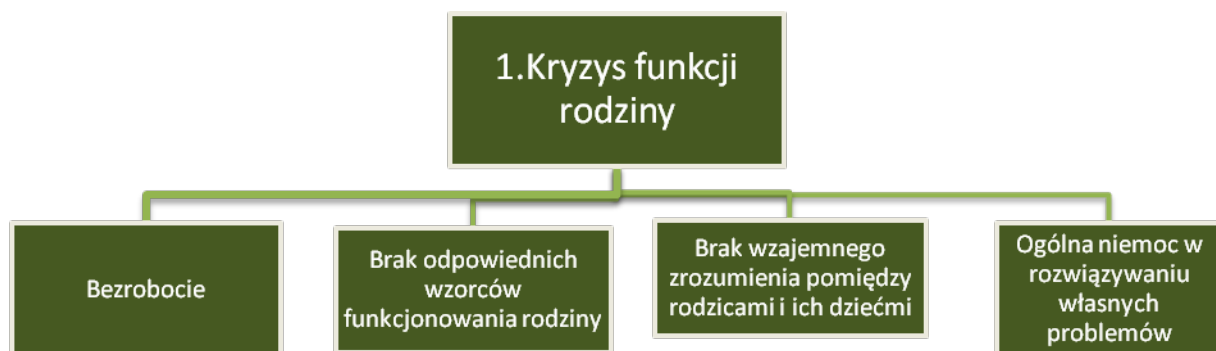 1.Kryzys funkcji
rodziny
Bezrobocie
Brak odpowiednich
wzorców
funkcjonowania rodziny
Brak wzajemnego
zrozumienia pomiędzy
rodzicami i ich dziećmi
Ogólna niemoc w
rozwiązywaniu
własnych
problemów